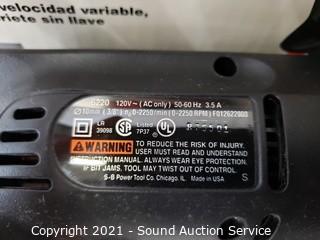 velocidad variable,
riete sin llave
6220 120V~ (AC only) 50-60 Hz 3.5 A
10mm (3/8") n₀ 0-2250/min (0-2250 RPM) F012622000
LR
39098
Listed
7P37
WARNING TO REDUCE THE RISK OF INJURY,
USER MUST READ AND UNDERSTAND
INSTRUCTION MANUAL. ALWAYS WEAR EYE PROTECTION.
IF BIT JAMS, TOOL MAY TWIST OUT OF CONTROL.
S-B Power Tool Co. Chicago, IL Made in USA S
Copyright 2021 - Sound Auction Service